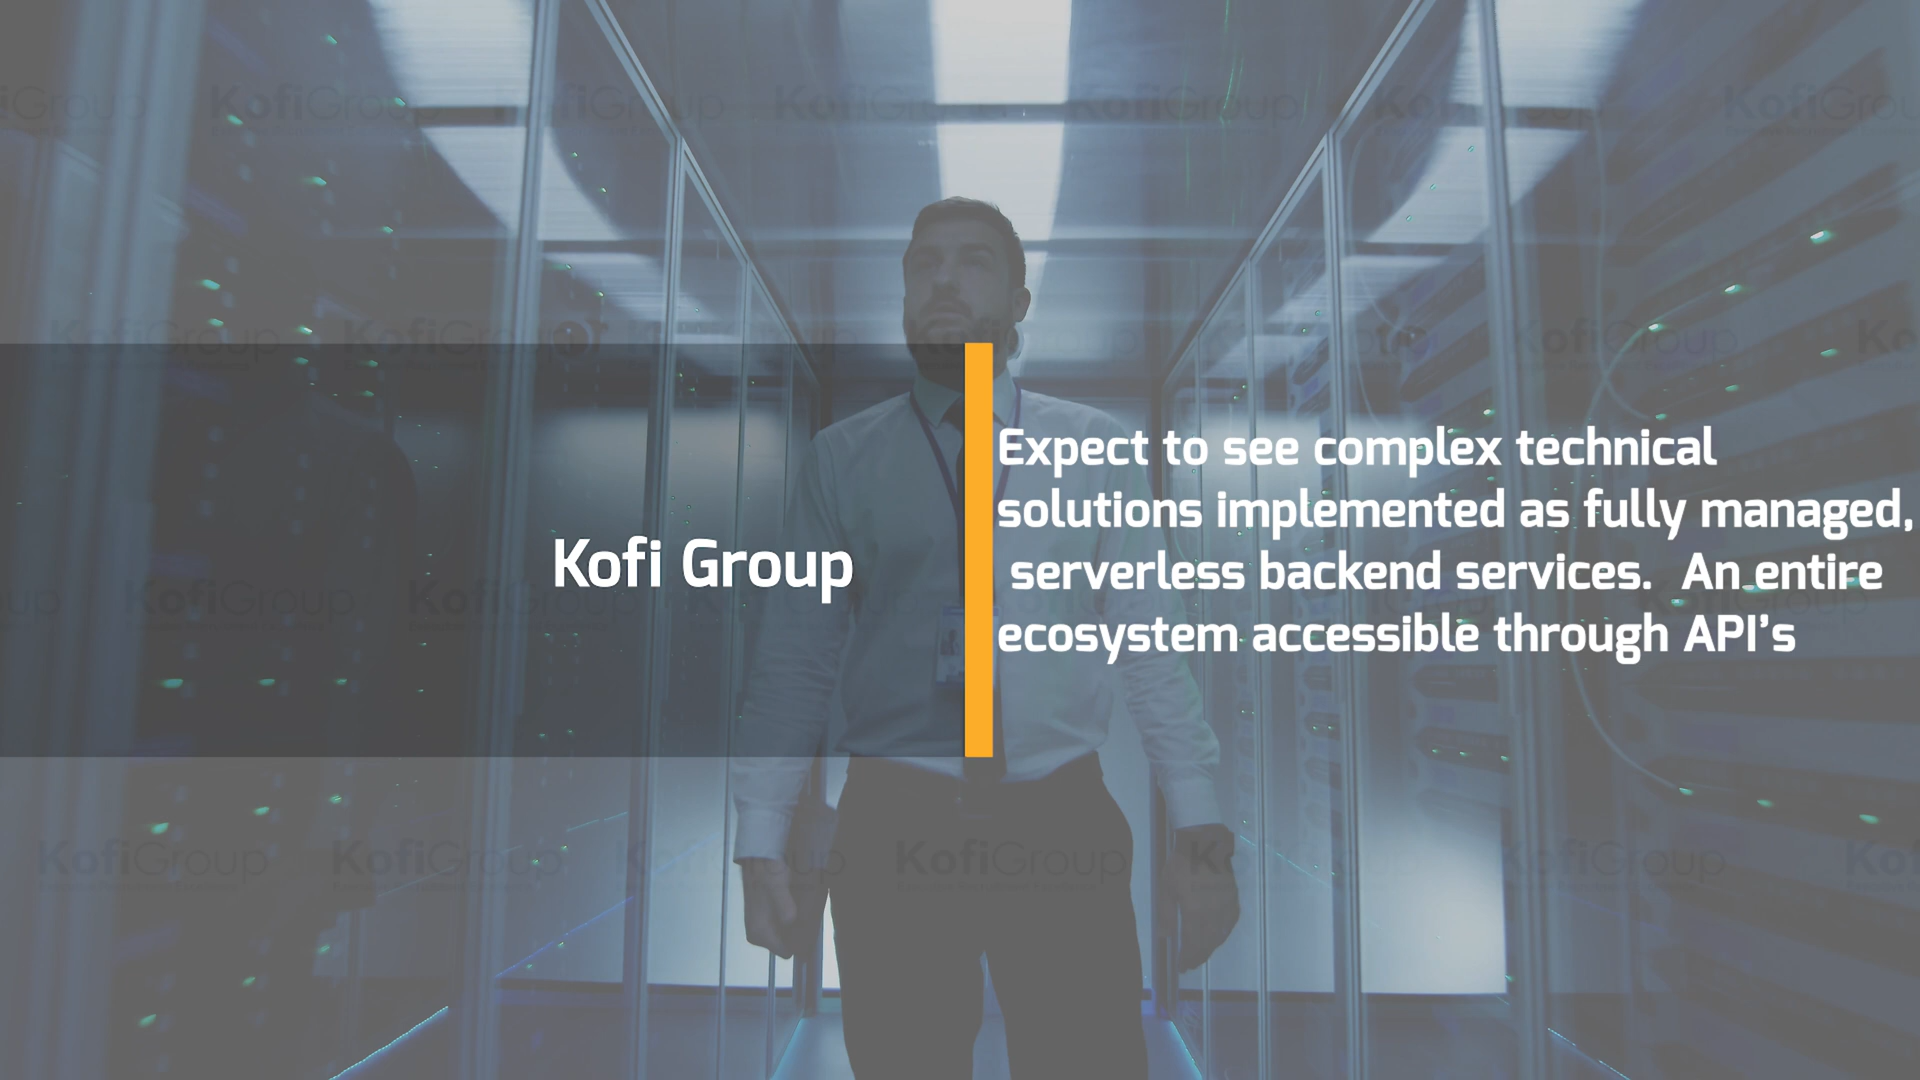 Kofi Group
Expect to see complex technical
solutions implemented as fully managed,
serverless backend services. An entire
ecosystem accessible through API’s
KofiGroup